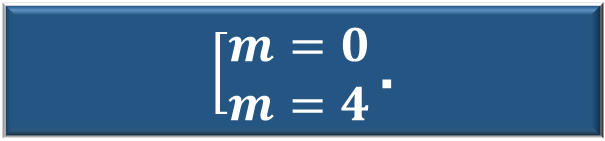 [m = 0
m = 4.